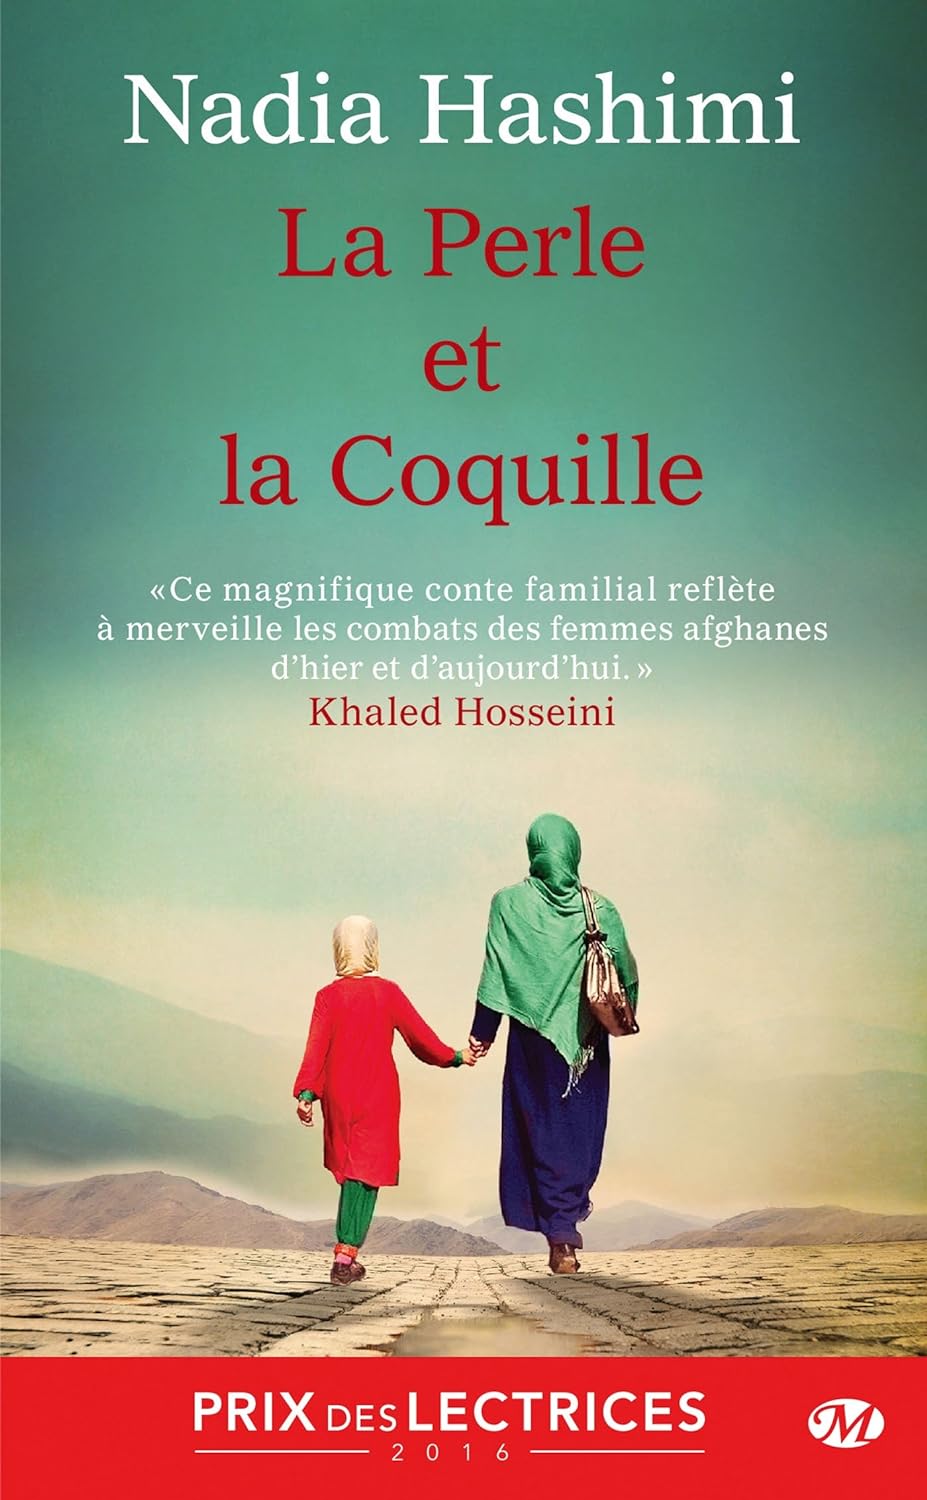 Nadia Hashimi
La Perle
et
la Coquille
«Ce magnifique conte familial reflète
à merveille les combats des femmes afghanes
d’hier et d’aujourd’hui.»
Khaled Hosseini
PRIX DES LECTRICES
2016
M